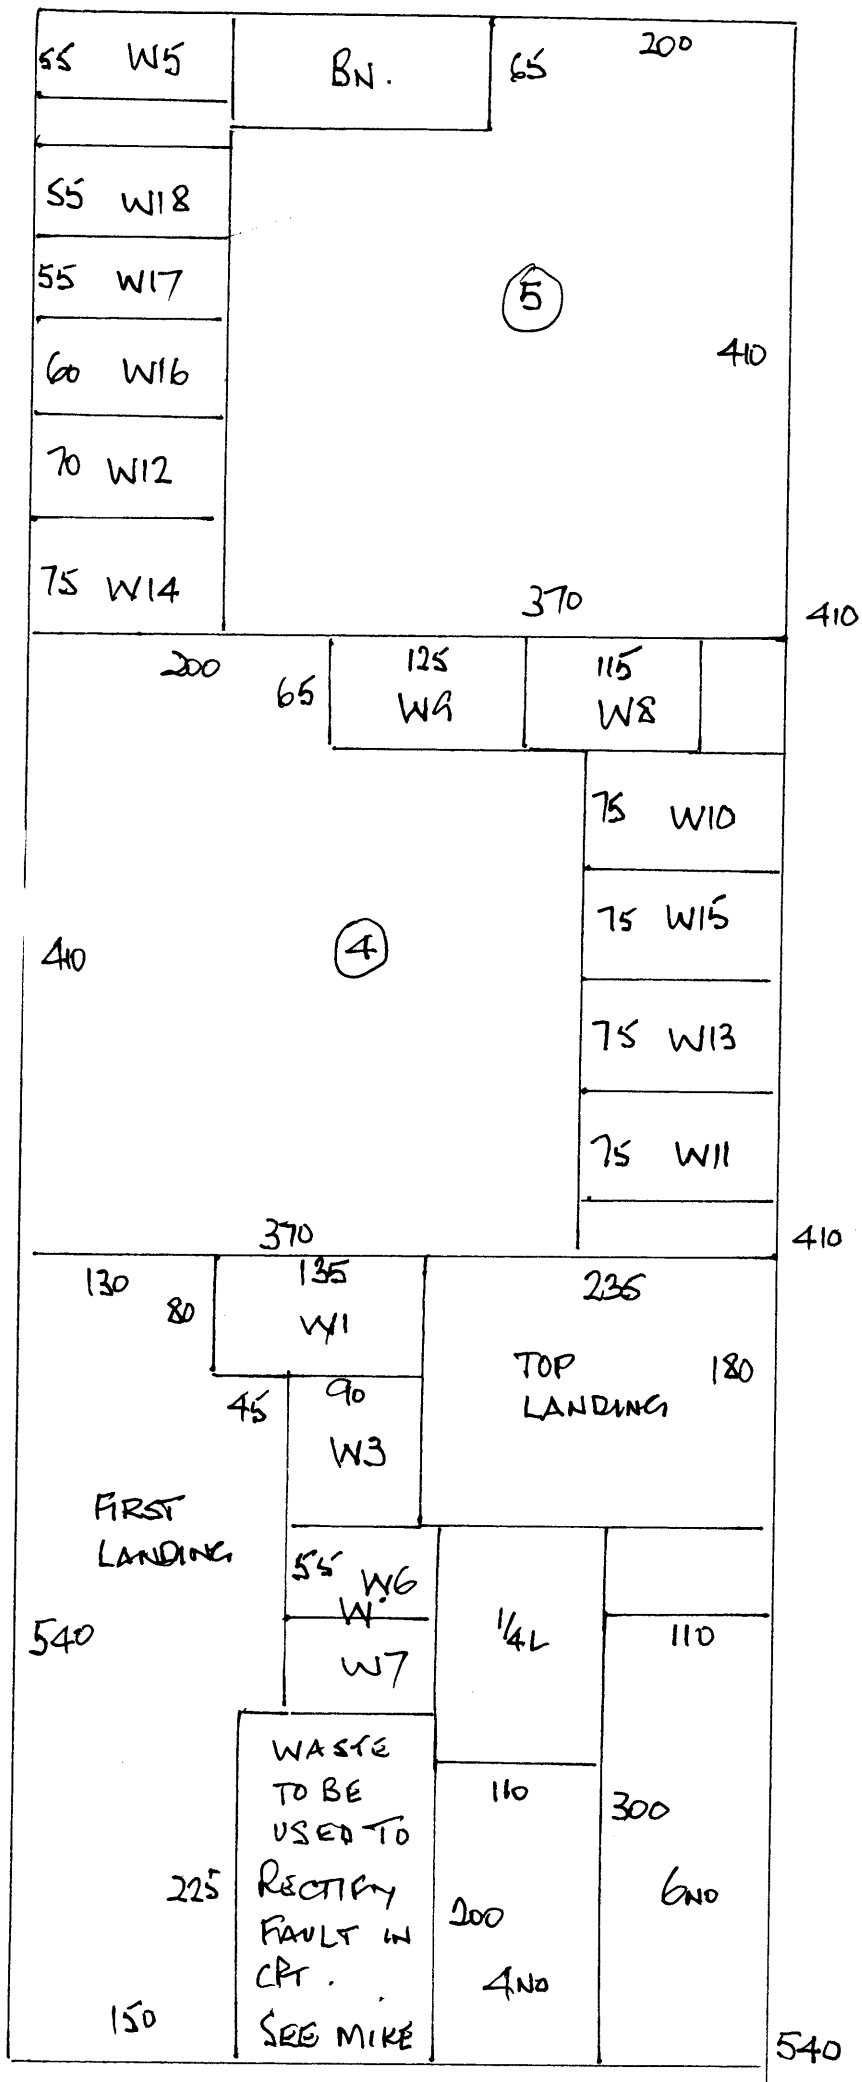 55 W5
BN.
65
200
55 W18
55 W17
60 W16
70 W12
75 W14
5
410
370
410
200
65
125
W9
115
W8
75 W10
75 W15
75 W13
75 W11
410
4
370
410
130
80
135
W1
235
TOP
LANDING
180
45
90
W3
FIRST
LANDING
55 W6
W.
W7
1/4L
110
540
WASTE
TO BE
USED TO
RECTIFY
FAULT IN
CPT.
SEE MIKE
225
150
110
200
4NO
300
6NO
540